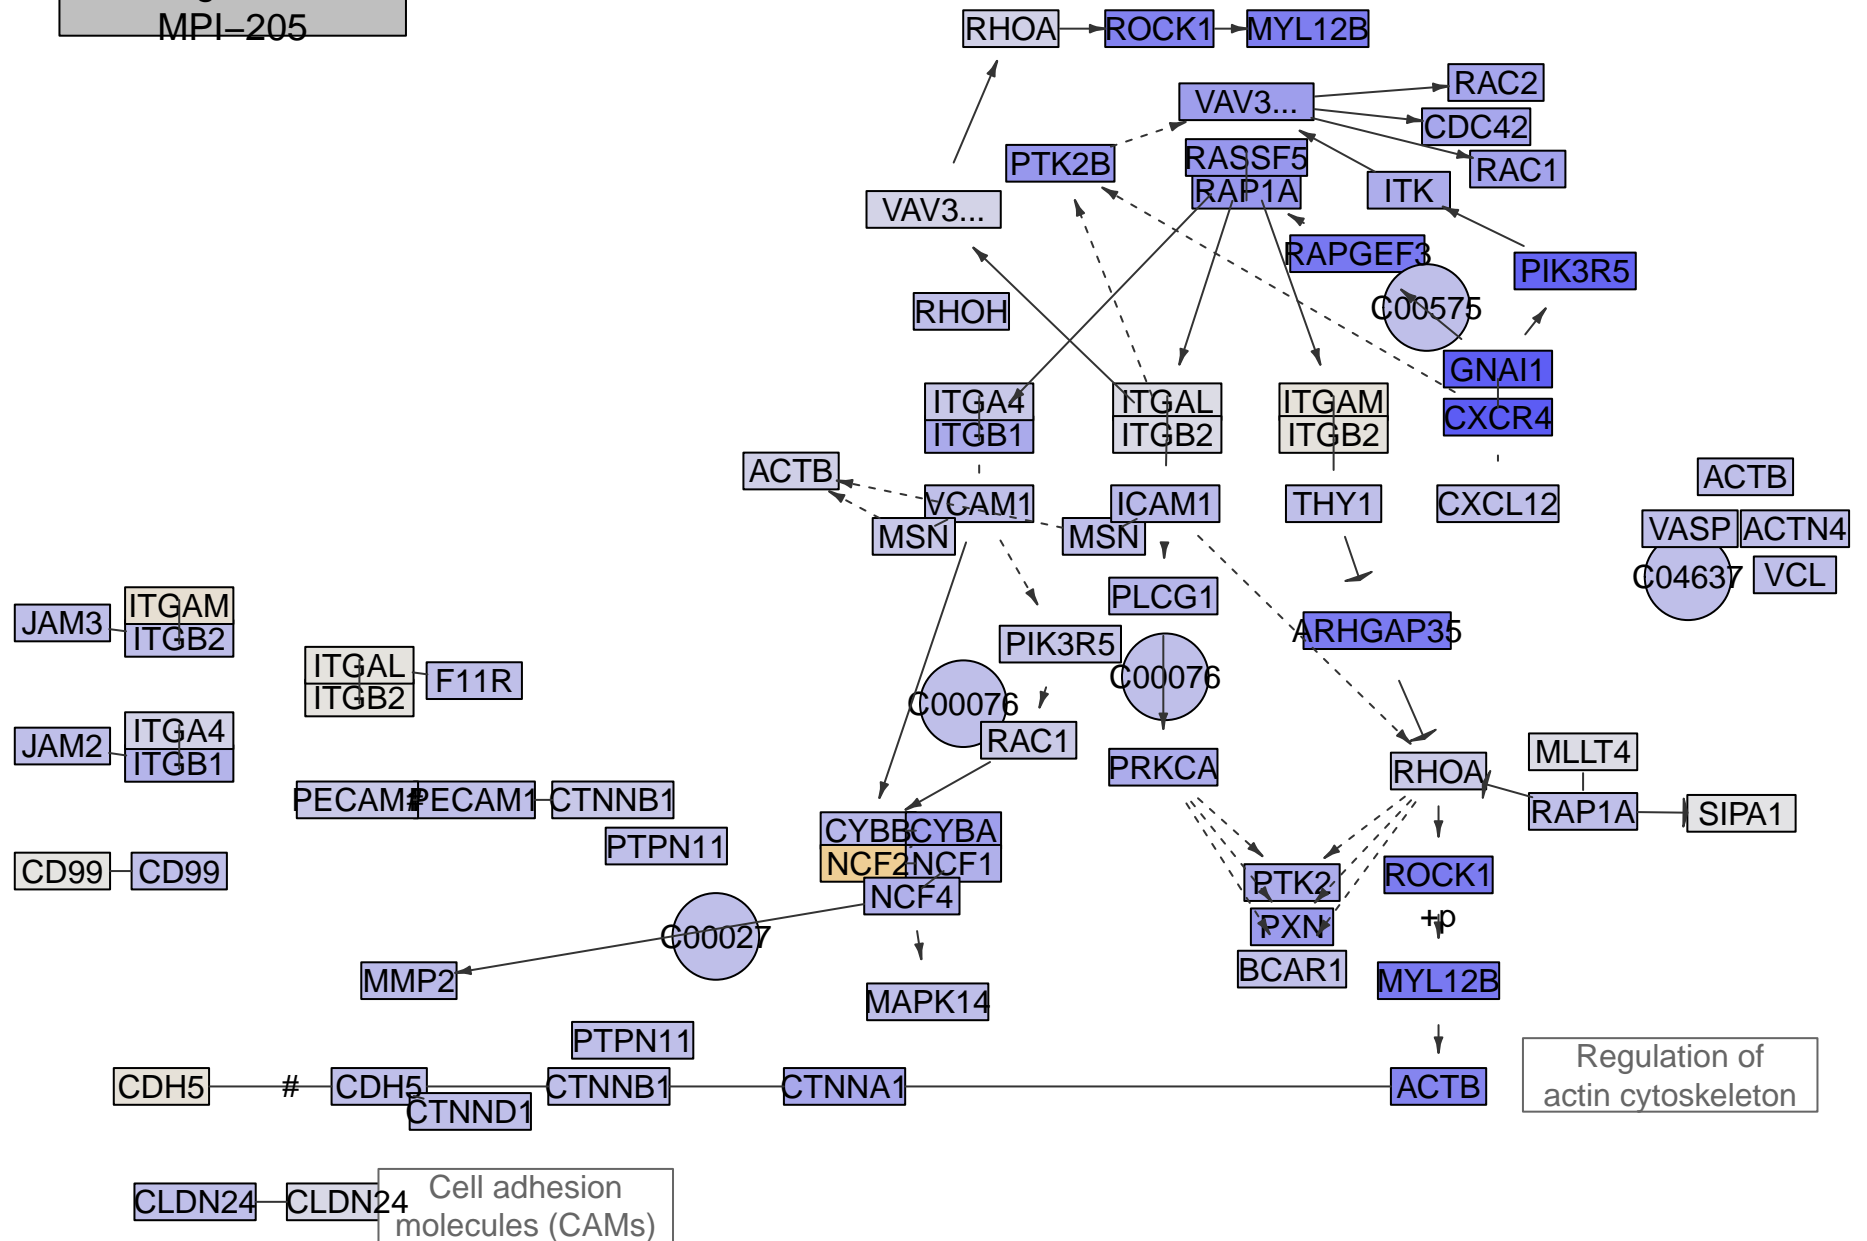 MPI−205
RHOA
ROCK1
MYL12B
RAC2
VAV3...
CDC42
PTK2B
RASSF5
RAC1
RAP1A
ITK
VAV3...
RAPGEF3
PIK3R5
RHOH
C00575
GNAI1
ITGA4
ITGAL
ITGAM
CXCR4
ITGB1
ITGB2
ITGB2
ACTB
ACTB
VCAM1
ICAM1
THY1
CXCL12
MSN
MSN
VASP
ACTN4
C04637
VCL
PLCG1
ITGAM
JAM3
ITGB2
ARHGAP35
PIK3R5
ITGAL
F11R
C00076
ITGB2
C00076
ITGA4
JAM2
RAC1
MLLT4
ITGB1
PRKCA
RHOA
PECAM1
#
PECAM1
CTNNB1
RAP1A
SIPA1
CYBB
CYBA
PTPN11
NCF2
NCF1
CD99
CD99
ROCK1
PTK2
NCF4
+p
PXN
C00027
BCAR1
MMP2
MYL12B
MAPK14
PTPN11
Regulation of
actin cytoskeleton
CDH5
#
CDH5
CTNNB1
CTNNA1
ACTB
CTNND1
CLDN24
CLDN24
Cell adhesion
molecules (CAMs)